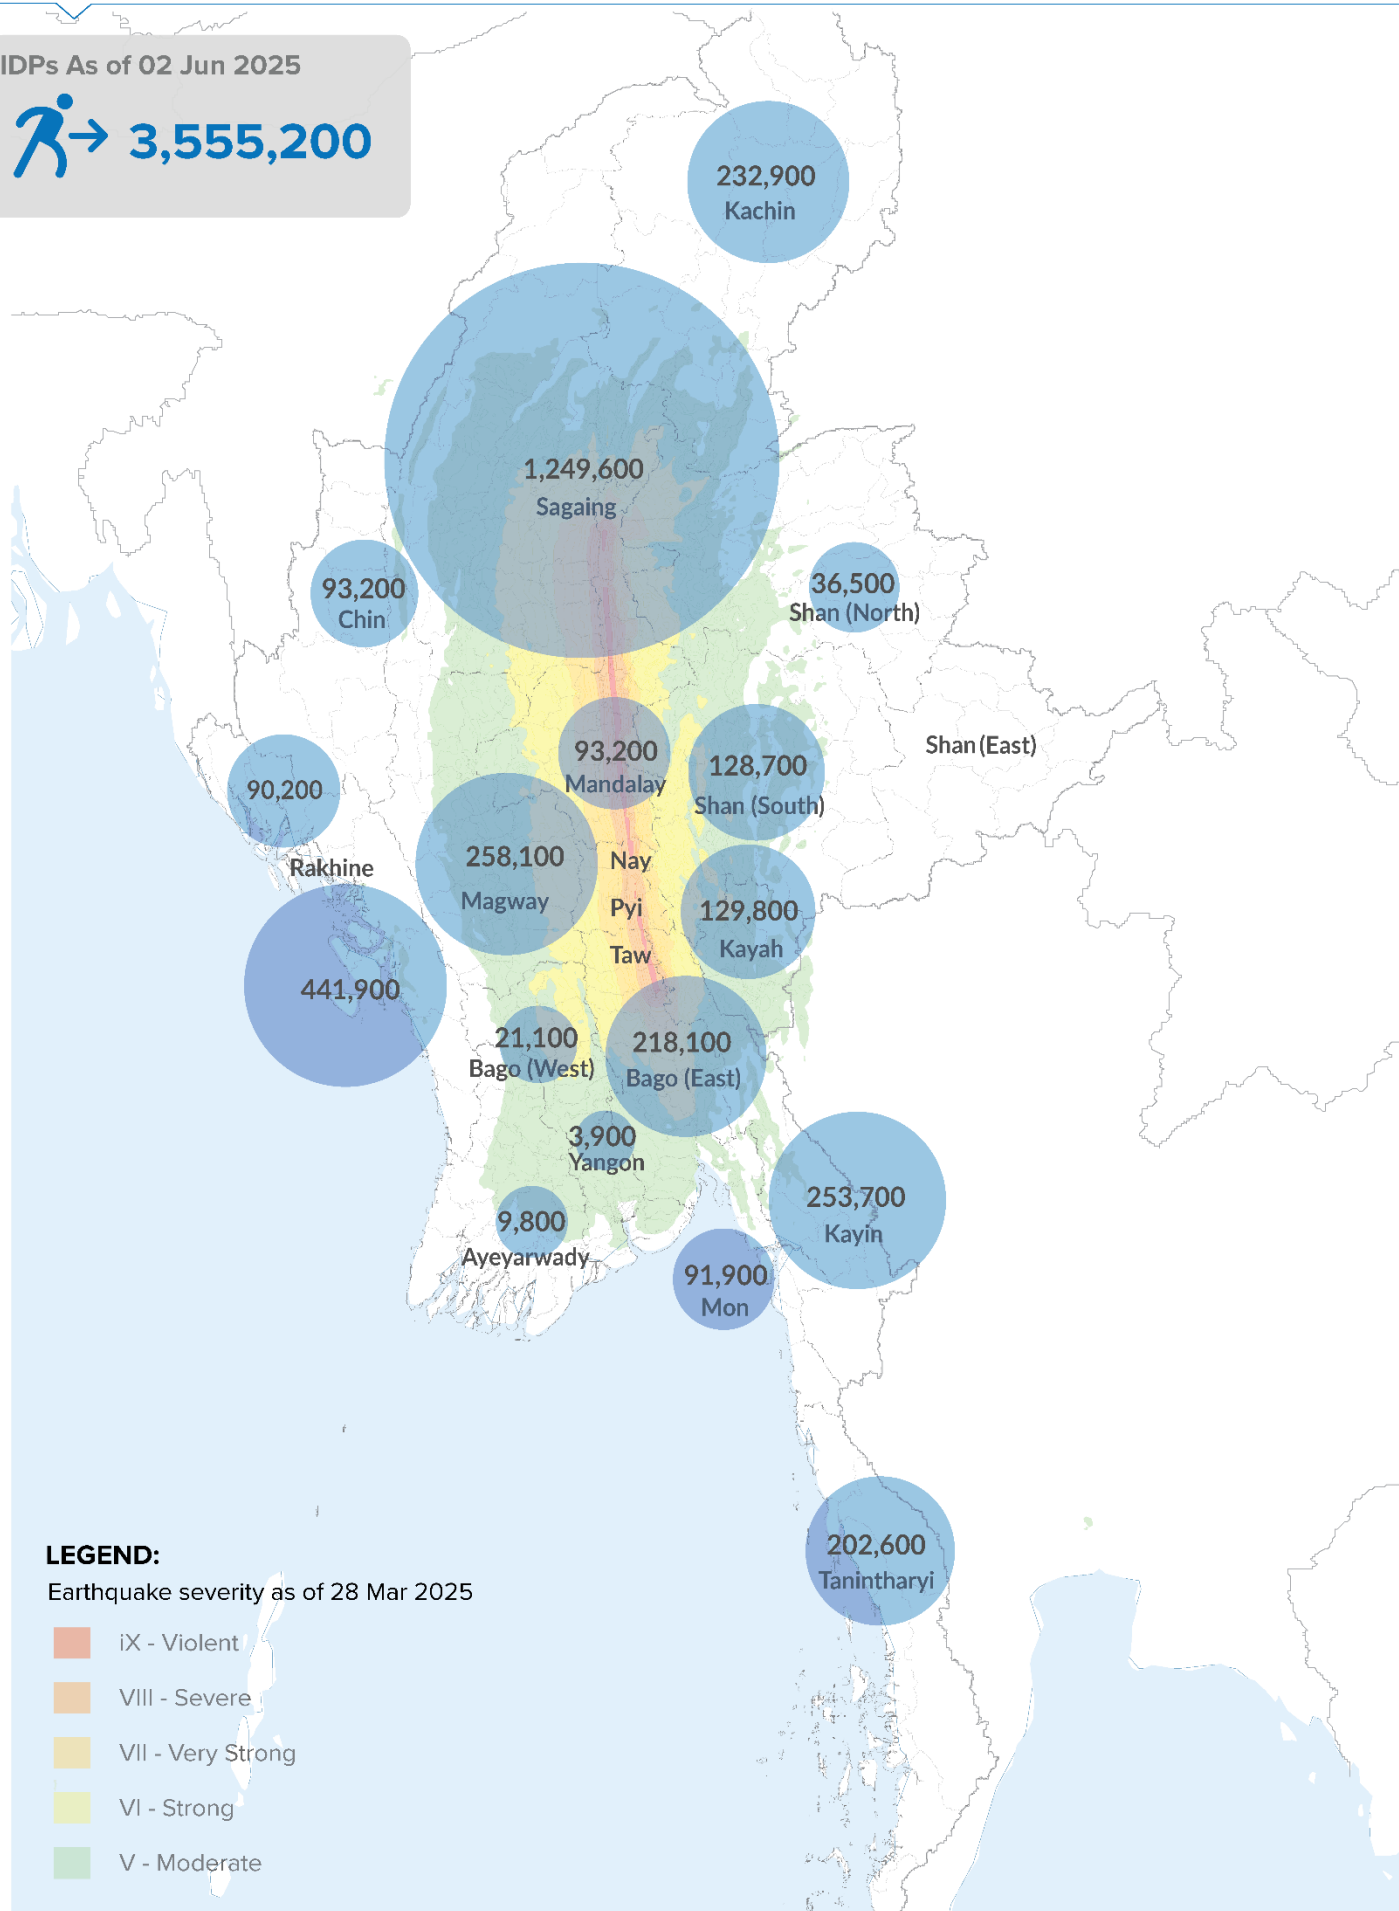 IDPs As of 02 Jun 2025
3,555,200
232,900
Kachin
1,249,600
Sagaing
93,200
Chin
36,500
Shan (North)
Shan (East)
93,200
Mandalay
128,700
Shan (South)
90,200
Rakhine
441,900
258,100
Magway
Nay
Pyi
Taw
129,800
Kayah
21,100
Bago (West)
218,100
Bago (East)
3,900
Yangon
9,800
Ayeyarwady
253,700
Kayin
91,900
Mon
202,600
Tanintharyi
LEGEND:
Earthquake severity as of 28 Mar 2025
iX - Violent
VIII - Severe
VII - Very Strong
VI - Strong
V - Moderate